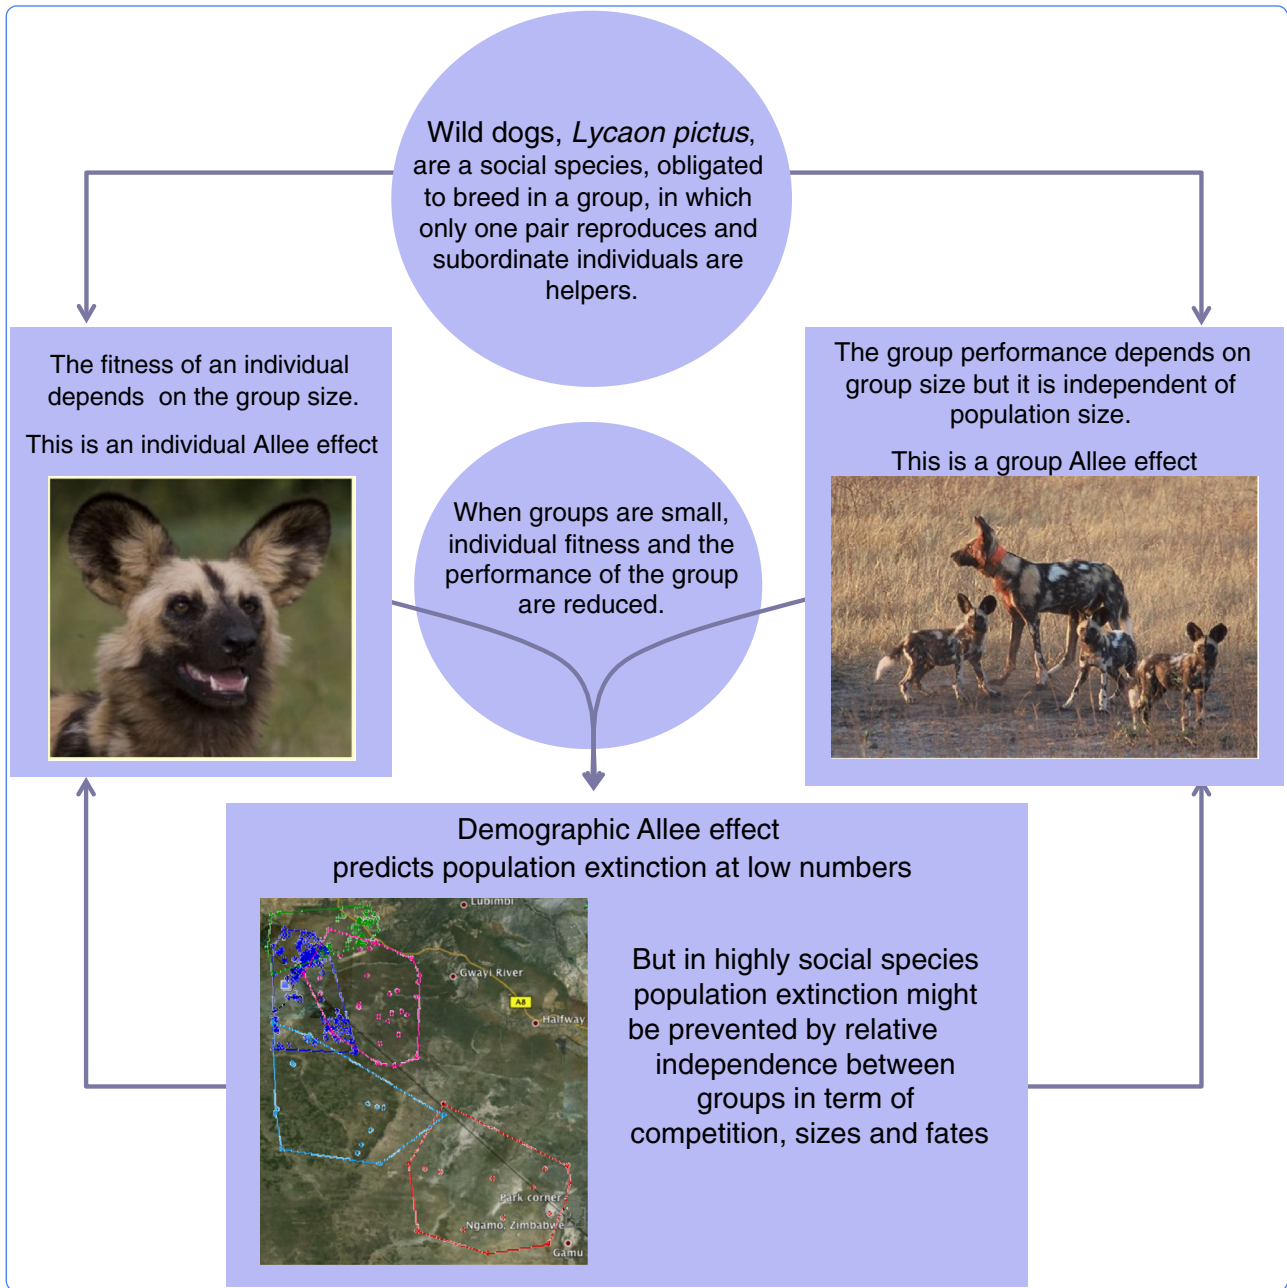 Wild dogs, Lycaon pictus,
are a social species, obligated
to breed in a group, in which
only one pair reproduces and
subordinate individuals are
helpers.
The fitness of an individual
depends on the group size.
This is an individual Allee effect
The group performance depends on
group size but it is independent of
population size.
This is a group Allee effect
When groups are small,
individual fitness and the
performance of the group
are reduced.
Demographic Allee effect
predicts population extinction at low numbers
Lubimbi
Gwayi River
A8
Halfway
Park corner
Ngamo, Zimbabwe
Gamu
But in highly social species
population extinction might
be prevented by relative
independence between
groups in term of
competition, sizes and fates